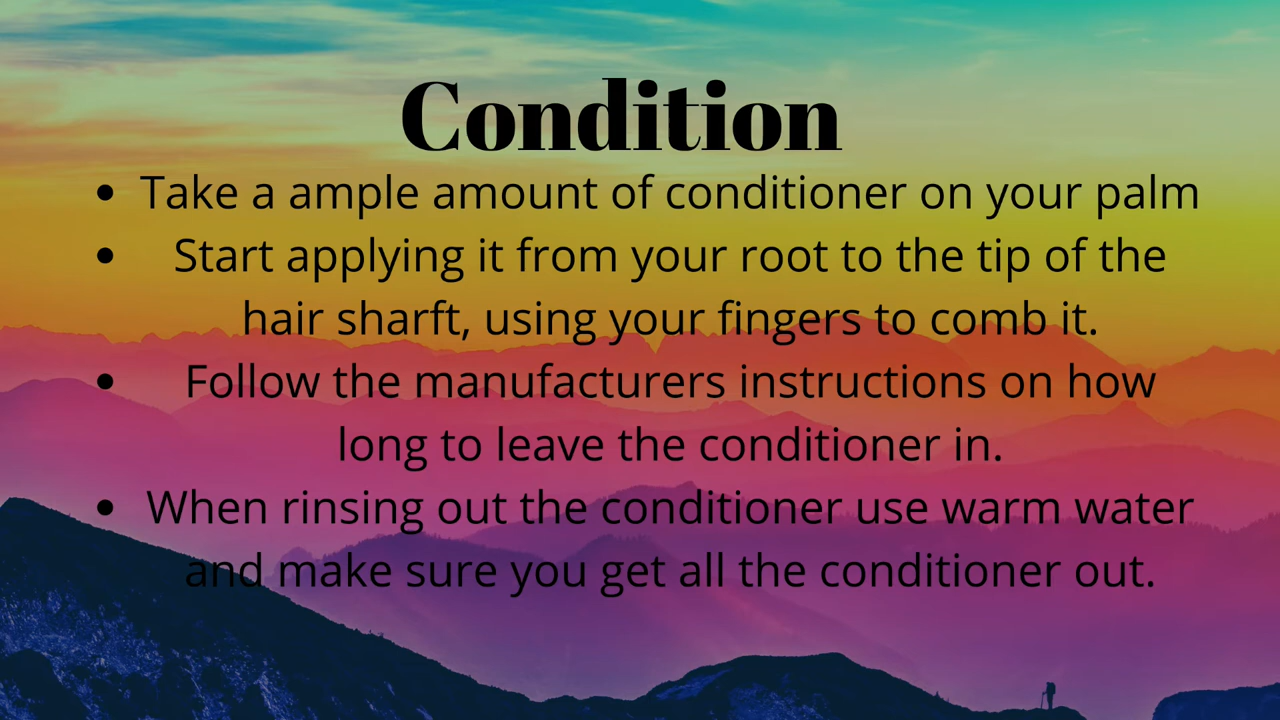 Condition
• Take a ample amount of conditioner on your palm
• Start applying it from your root to the tip of the
hair sharft, using your fingers to comb it.
• Follow the manufacturers instructions on how
long to leave the conditioner in.
• When rinsing out the conditioner use warm water
and make sure you get all the conditioner out.